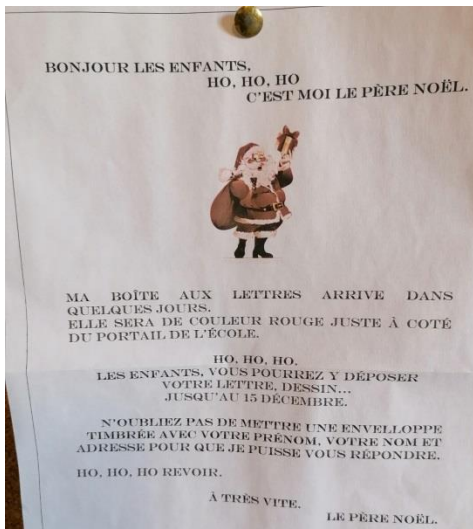 BONJOUR LES ENFANTS,
HO, HO, HO
C'EST MOI LE PÈRE NOËL.
MA BOÎTE AUX LETTRES ARRIVE DANS
QUELQUES JOURS.
ELLE SERA DE COULEUR ROUGE JUSTE À COTÉ
DU PORTAIL DE L'ÉCOLE.
HO, HO, HO.
LES ENFANTS, VOUS POURREZ Y DÉPOSER
VOTRE LETTRE, DESSIN...
JUSQU'AU 15 DÉCEMBRE.
N'OUBLIEZ PAS DE METTRE UNE ENVELLOPPE
TIMBRÉE AVEC VOTRE PRÉNOM, VOTRE NOM ET
ADRESSE POUR QUE JE PUISSE VOUS RÉPONDRE.
HO, HO, HO REVOIR.
À TRÈS VITE.
LE PÈRE NOËL.